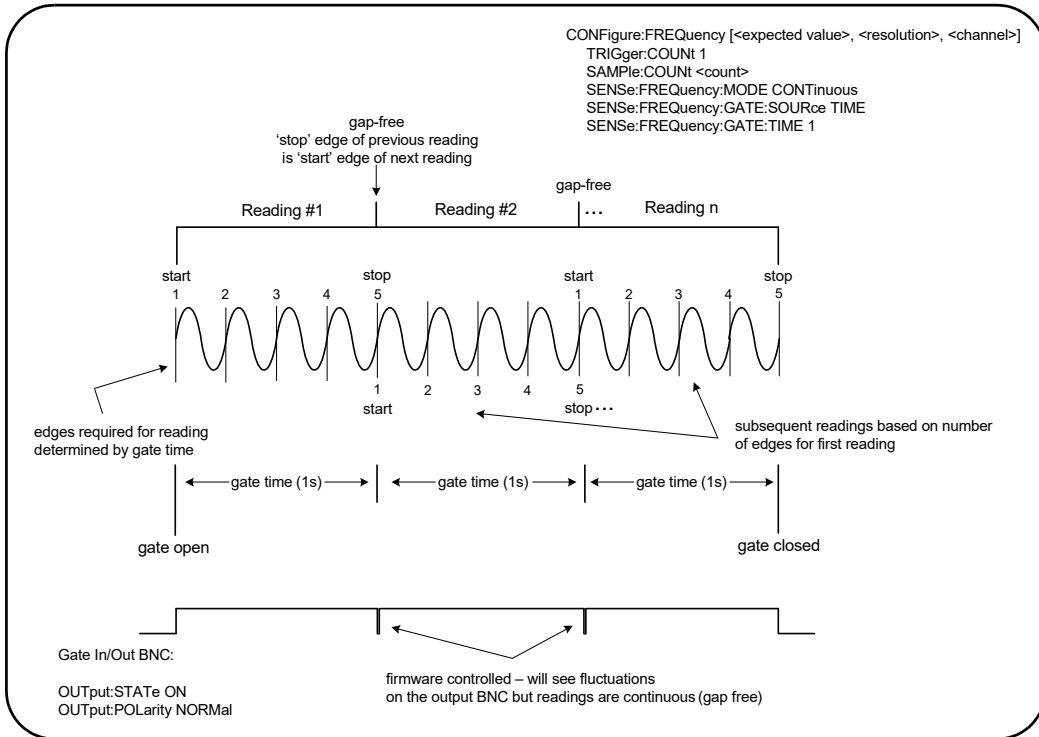 CONFigure:FREQuency [<expected value>, <resolution>, <channel>]
TRIGger:COUNt 1
SAMPle:COUNt <count>
SENSe:FREQuency:MODE CONTinuous
SENSe:FREQuency:GATE:SOURce TIME
SENSe:FREQuency:GATE:TIME 1
gap-free
‘stop’ edge of previous reading
is ‘start’ edge of next reading
gap-free
Reading #1
Reading #2
...
Reading n
start
stop
start
stop
1 2 3 4 5 1 2 3 4 5
1 2 3 4 5
start
stop...
edges required for reading
determined by gate time
subsequent readings based on number
of edges for first reading
gate time (1s)
gate time (1s)
gate time (1s)
gate open
gate closed
Gate In/Out BNC:
OUTput:STATe ON
OUTput:POLarity NORMal
firmware controlled – will see fluctuations
on the output BNC but readings are continuous (gap free)